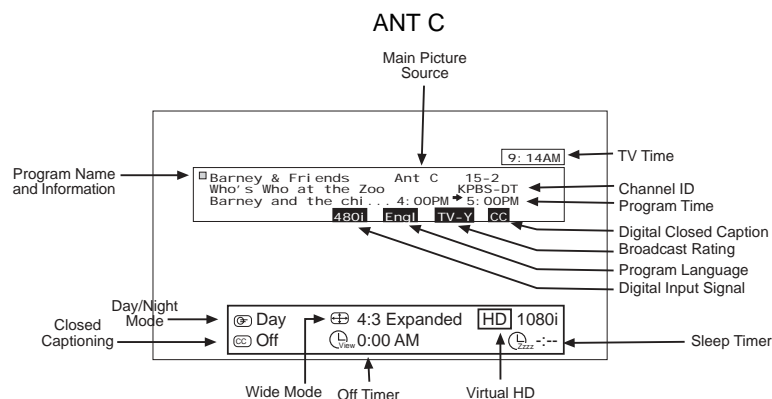 ANT C
Main Picture
Source
9:14AM
TV Time
Program Name
and Information
Barney & Friends Ant C 15-2
Who's Who at the Zoo KPBS-DT
Barney and the chi... 4:00PM 5:00PM
480i Engl TV-Y CC
Channel ID
Program Time
Digital Closed Caption
Broadcast Rating
Program Language
Digital Input Signal
Day/Night
Mode
Closed
Captioning
Day 4:3 Expanded HD 1080i
CC Off View 0:00 AM Zzzz -:--
Sleep Timer
Wide Mode Off Timer Virtual HD